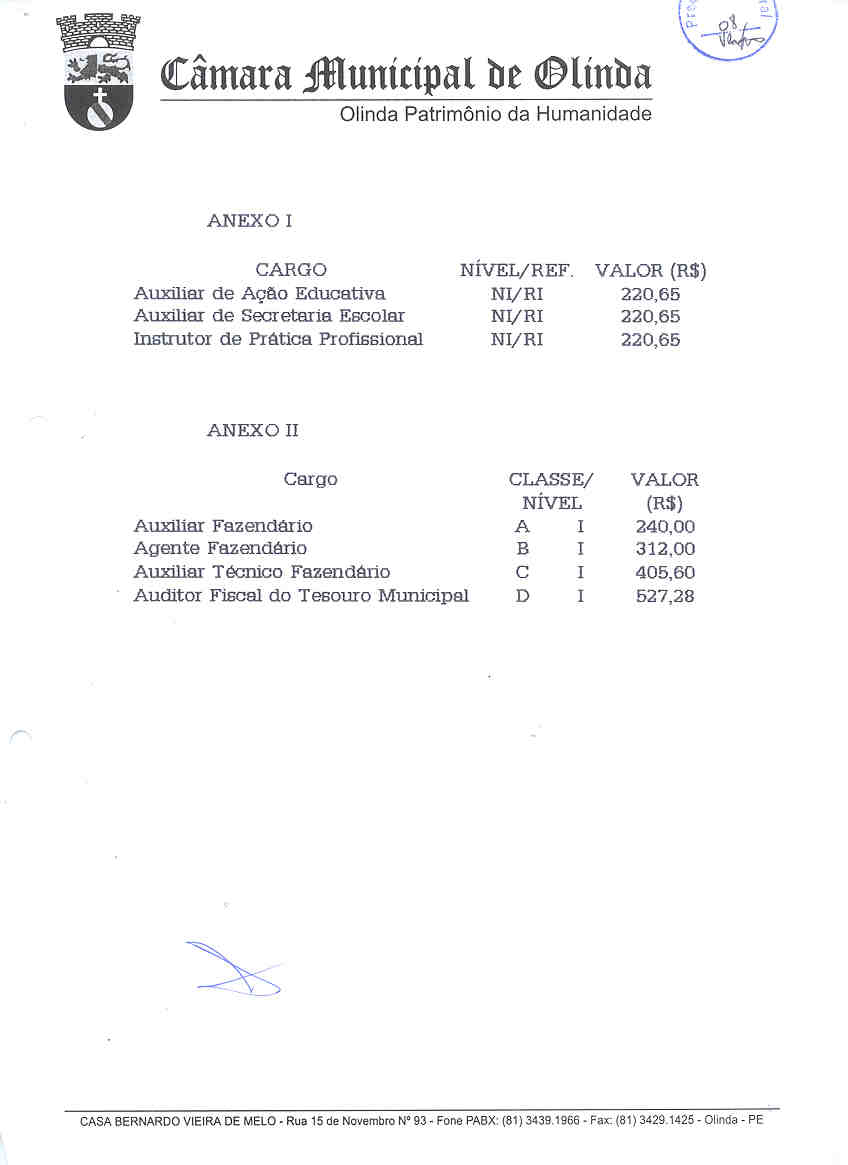 Câmara Municipal de Olinda
Olinda Patrimônio da Humanidade
08
ANEXO I
CARGO NÍVEL/REF. VALOR (R$)
Auxiliar de Ação Educativa NI/RI 220,65
Auxiliar de Secretaria Escolar NI/RI 220,65
Instrutor de Prática Profissional NI/RI 220,65
ANEXO II
Cargo CLASSE/ VALOR
NÍVEL (R$)
Auxiliar Fazendário A I 240,00
Agente Fazendário B I 312,00
Auxiliar Técnico Fazendário C I 405,60
Auditor Fiscal do Tesouro Municipal D I 527,28
CASA BERNARDO VIEIRA DE MELO - Rua 15 de Novembro Nº 93 - Fone PABX: (81) 3439.1966 - Fax: (81) 3429.1425 - Olinda - PE